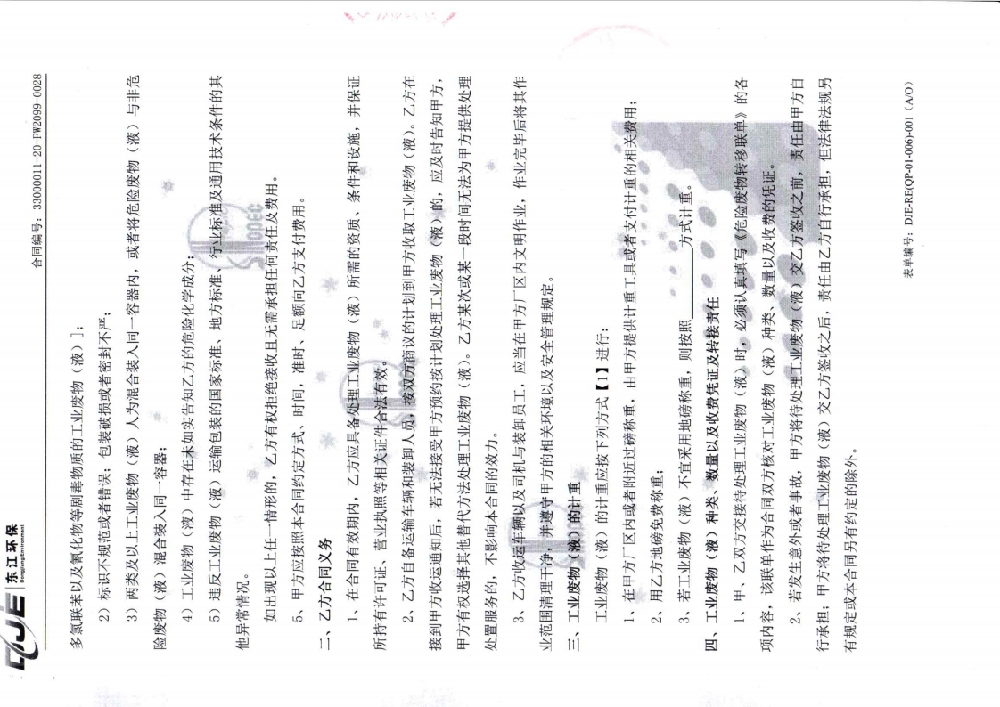 DJE 东江环保
Dongjiang Environment
合同编号：33000011-20-FW2099-0028
多氯联苯以及氰化物等剧毒物质的工业废物（液）］；
2）标识不规范或者错误；包装破损或者密封不严；
3）两类及以上工业废物（液）人为混合装入同一容器内，或者将危险废物（液）与非危
险废物（液）混合装入同一容器；
4）工业废物（液）中存在未如实告知乙方的危险化学成分；
5）违反工业废物（液）运输包装的国家标准、地方标准、行业标准及通用技术条件的其
他异常情况。
如出现以上任一情形的，乙方有权拒绝接收且无需承担任何责任及费用。
5、甲方应按照本合同约定方式、时间，准时、足额向乙方支付费用。
二、乙方合同义务
1、在合同有效期内，乙方应具备处理工业废物（液）所需的资质、条件和设施，并保证
所持有许可证、营业执照等相关证件合法有效。
2、乙方自备运输车辆和装卸人员，按双方商议的计划到甲方收取工业废物（液）。乙方在
接到甲方收运通知后，若无法接受甲方预约按计划处理工业废物（液）的，应及时告知甲方，
甲方有权选择其他替代方法处理工业废物（液）。乙方某次或某一段时间无法为甲方提供处理
处置服务的，不影响本合同的效力。
3、乙方收运车辆以及司机与装卸员工，应当在甲方厂区内文明作业，作业完毕后将其作
业范围清理干净，并遵守甲方的相关环境以及安全管理规定。
三、工业废物（液）的计重
工业废物（液）的计重应按下列方式【1】进行：
1、在甲方厂区内或者附近过磅称重，由甲方提供计重工具或者支付计重的相关费用；
2、用乙方地磅免费称重；
3、若工业废物（液）不宜采用地磅称重，则按照________方式计重。
四、工业废物（液）种类、数量以及收费凭证及转接责任
1、甲、乙双方交接待处理工业废物（液）时，必须认真填写《危险废物转移联单》的各
项内容，该联单作为合同双方核对工业废物（液）种类、数量以及收费的凭证。
2、若发生意外或者事故，甲方将待处理工业废物（液）交乙方签收之前，责任由甲方自
行承担；甲方将待处理工业废物（液）交乙方签收之后，责任由乙方自行承担，但法律法规另
有规定或本合同另有约定的除外。
表单编号：DJE-RE(QP-01-006)-001（A/O）